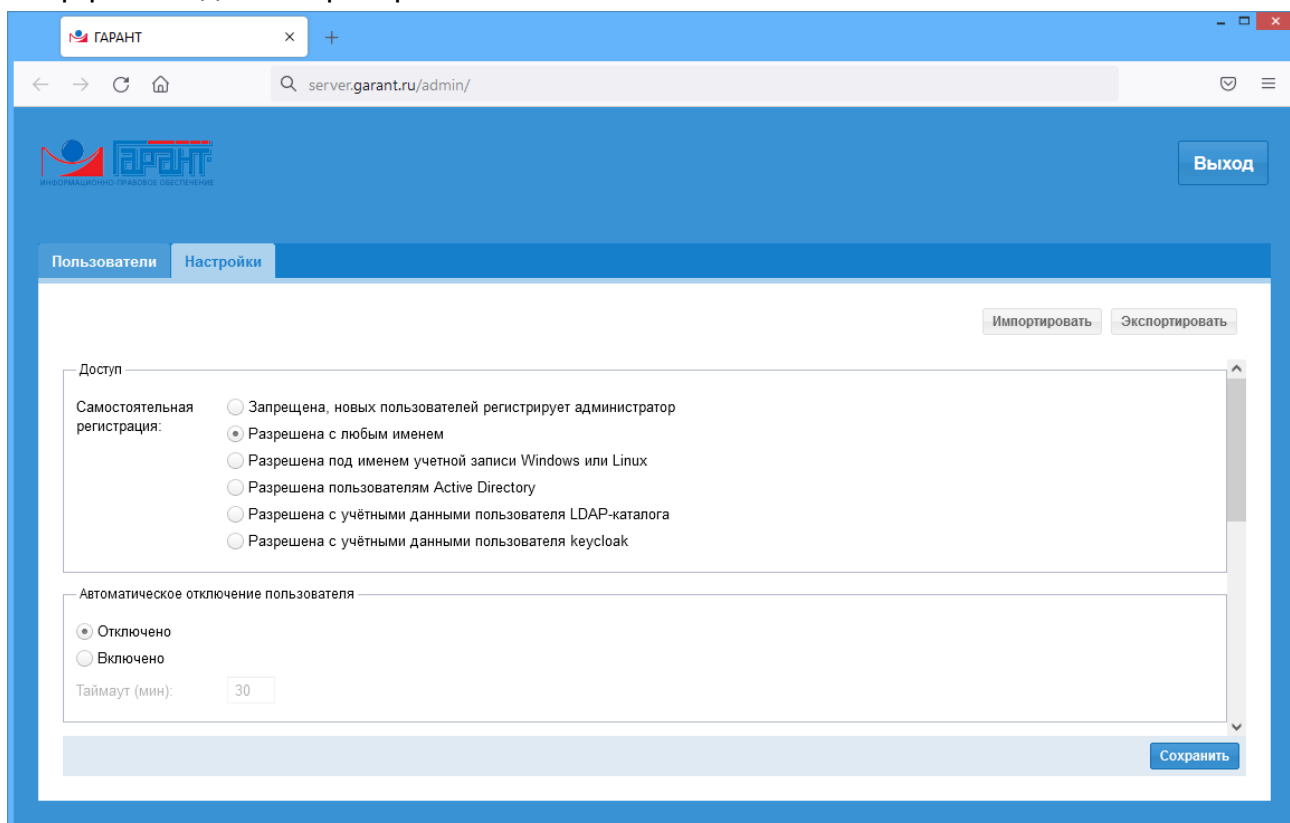 ГАРАНТ
server.garant.ru/admin/
ГАРАНТ
ИНФОРМАЦИОННО-ПРАВОВОЕ ОБЕСПЕЧЕНИЕ
Выход
Пользователи Настройки
Импортировать Экспортировать
Доступ
Самостоятельная регистрация:
Запрещена, новых пользователей регистрирует администратор
Разрешена с любым именем
Разрешена под именем учетной записи Windows или Linux
Разрешена пользователям Active Directory
Разрешена с учётными данными пользователя LDAP-каталога
Разрешена с учётными данными пользователя keycloak
Автоматическое отключение пользователя
Отключено
Включено
Таймаут (мин): 30
Сохранить